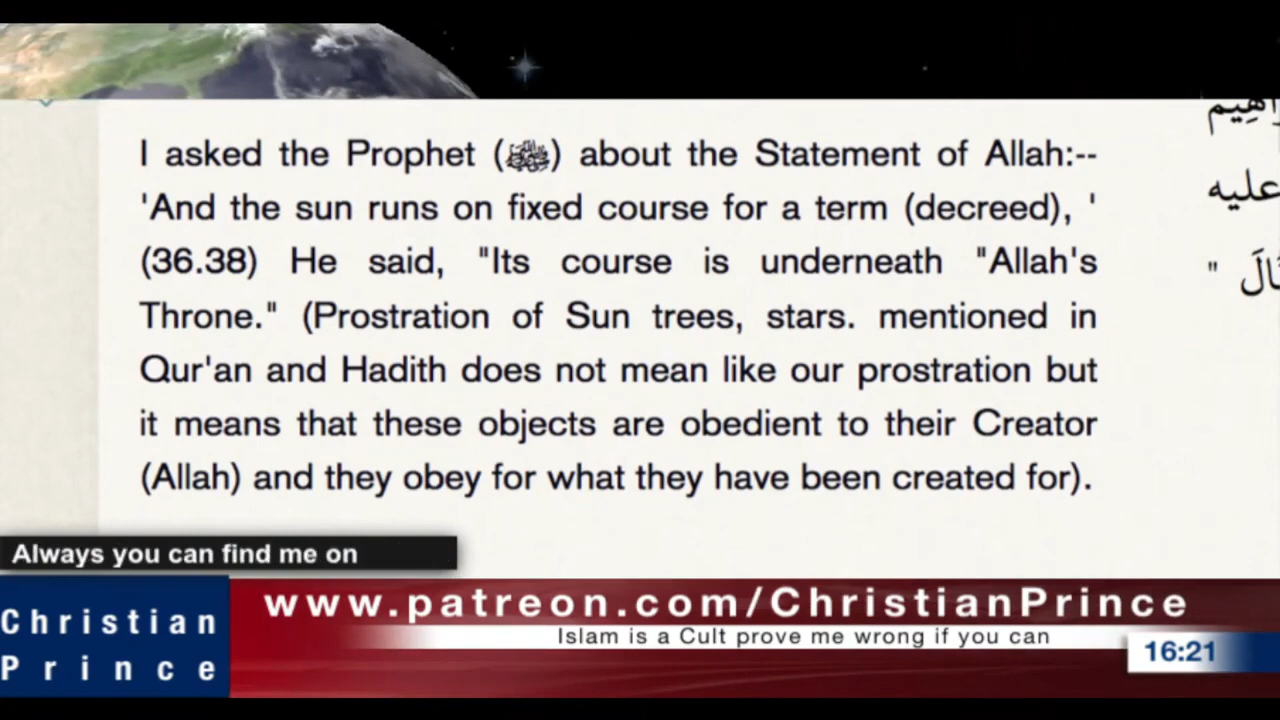 I asked the Prophet (ﷺ) about the Statement of Allah:--
'And the sun runs on fixed course for a term (decreed), '
(36.38) He said, "Its course is underneath "Allah's
Throne." (Prostration of Sun trees, stars. mentioned in
Qur'an and Hadith does not mean like our prostration but
it means that these objects are obedient to their Creator
(Allah) and they obey for what they have been created for).
عليه
"
Always you can find me on
www.patreon.com/ChristianPrince
Christian
Prince
Islam is a Cult prove me wrong if you can
16:21